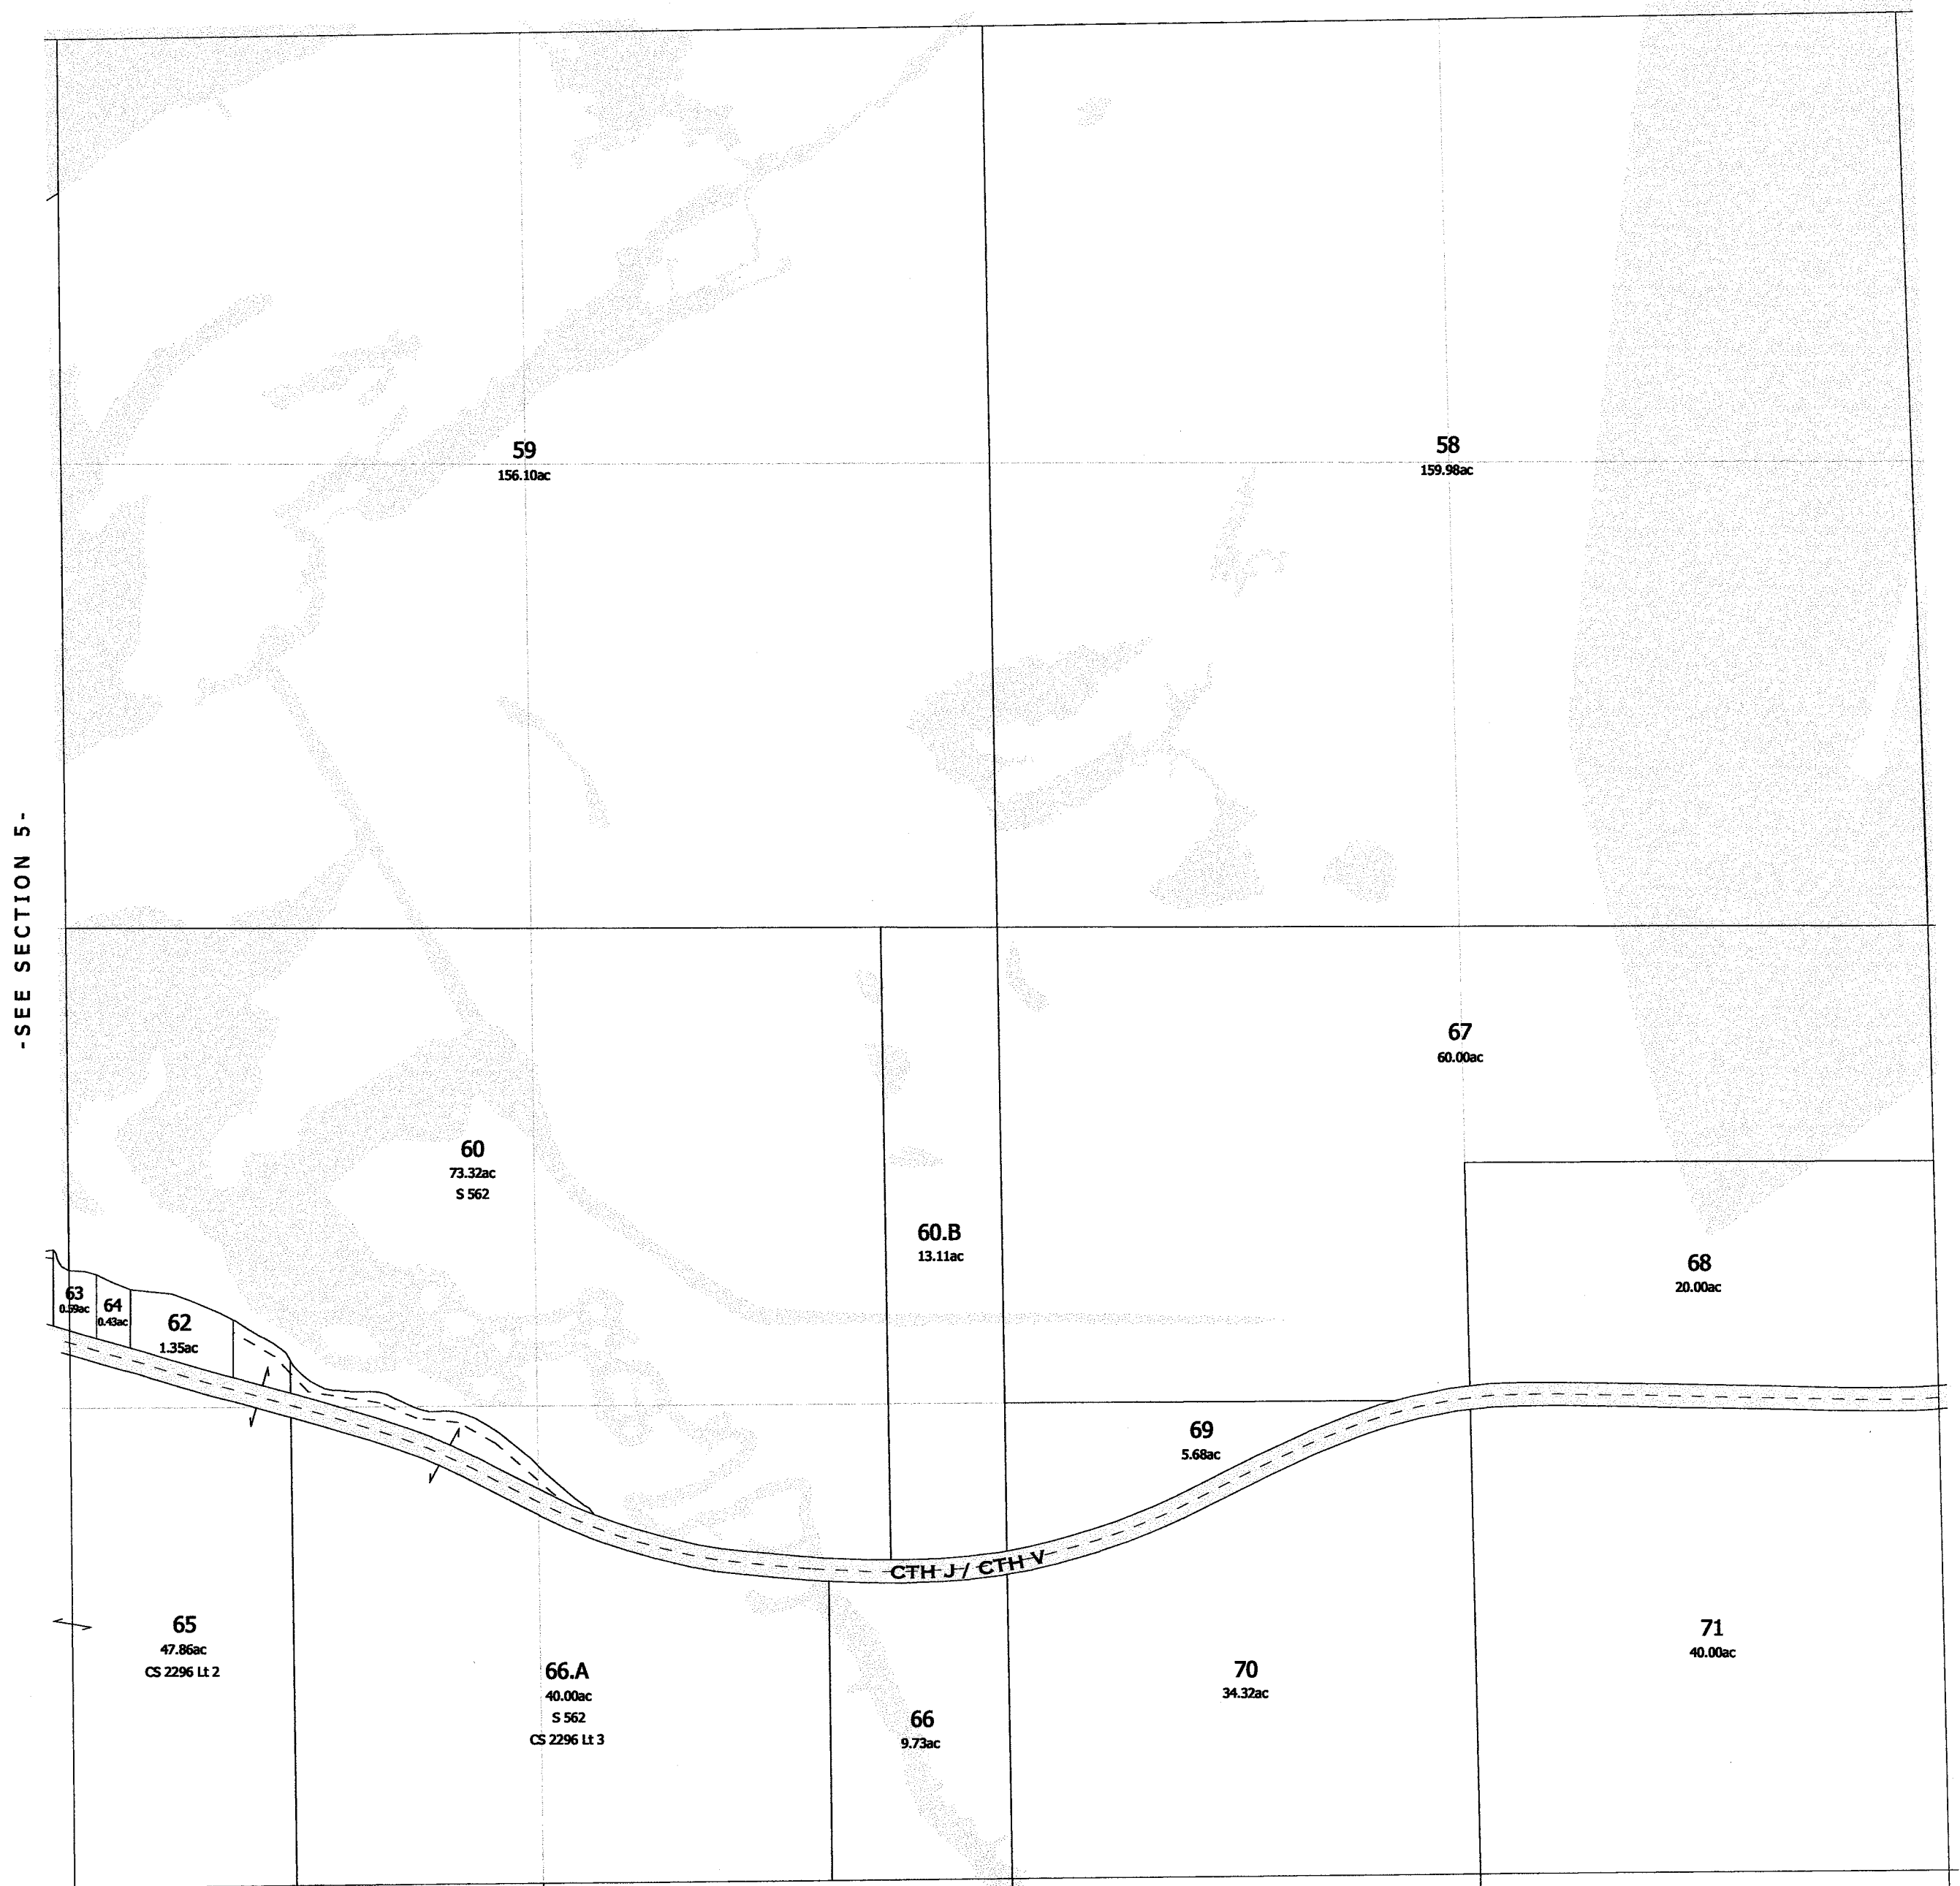 59
156.10ac
58
159.98ac
-SEE SECTION 5-
67
60.00ac
60
73.32ac
S 562
60.B
13.11ac
68
20.00ac
63
0.59ac
64
0.43ac
62
1.35ac
69
5.68ac
CTH J / CTH V
65
47.86ac
CS 2296 Lt 2
66.A
40.00ac
S 562
CS 2296 Lt 3
66
9.73ac
70
34.32ac
71
40.00ac